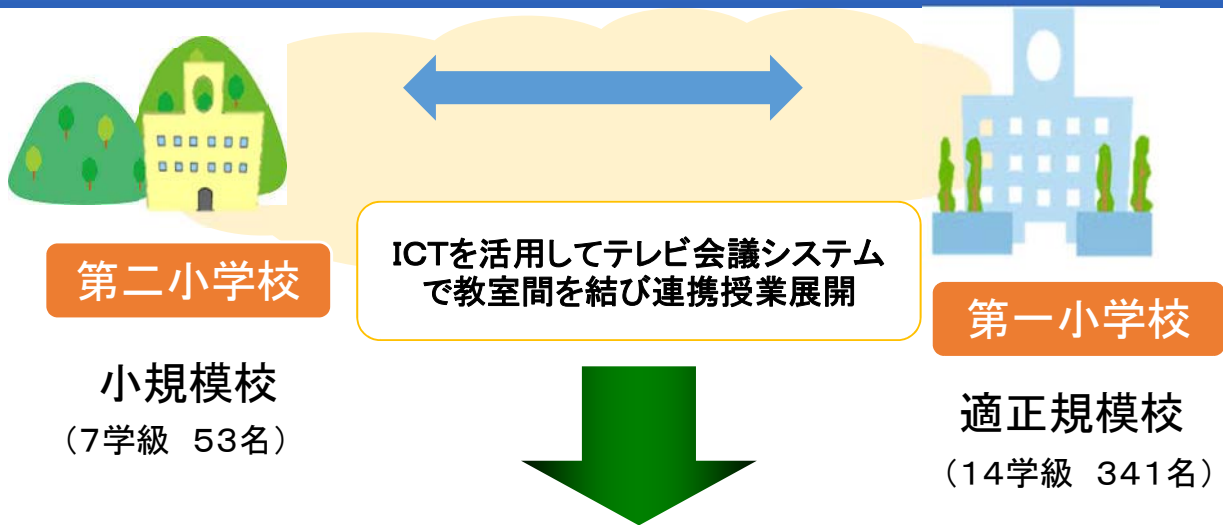 ICTを活用してテレビ会議システム
で教室間を結び連携授業展開
第二小学校
小規模校
（7学級　53名）
第一小学校
適正規模校
（14学級　341名）